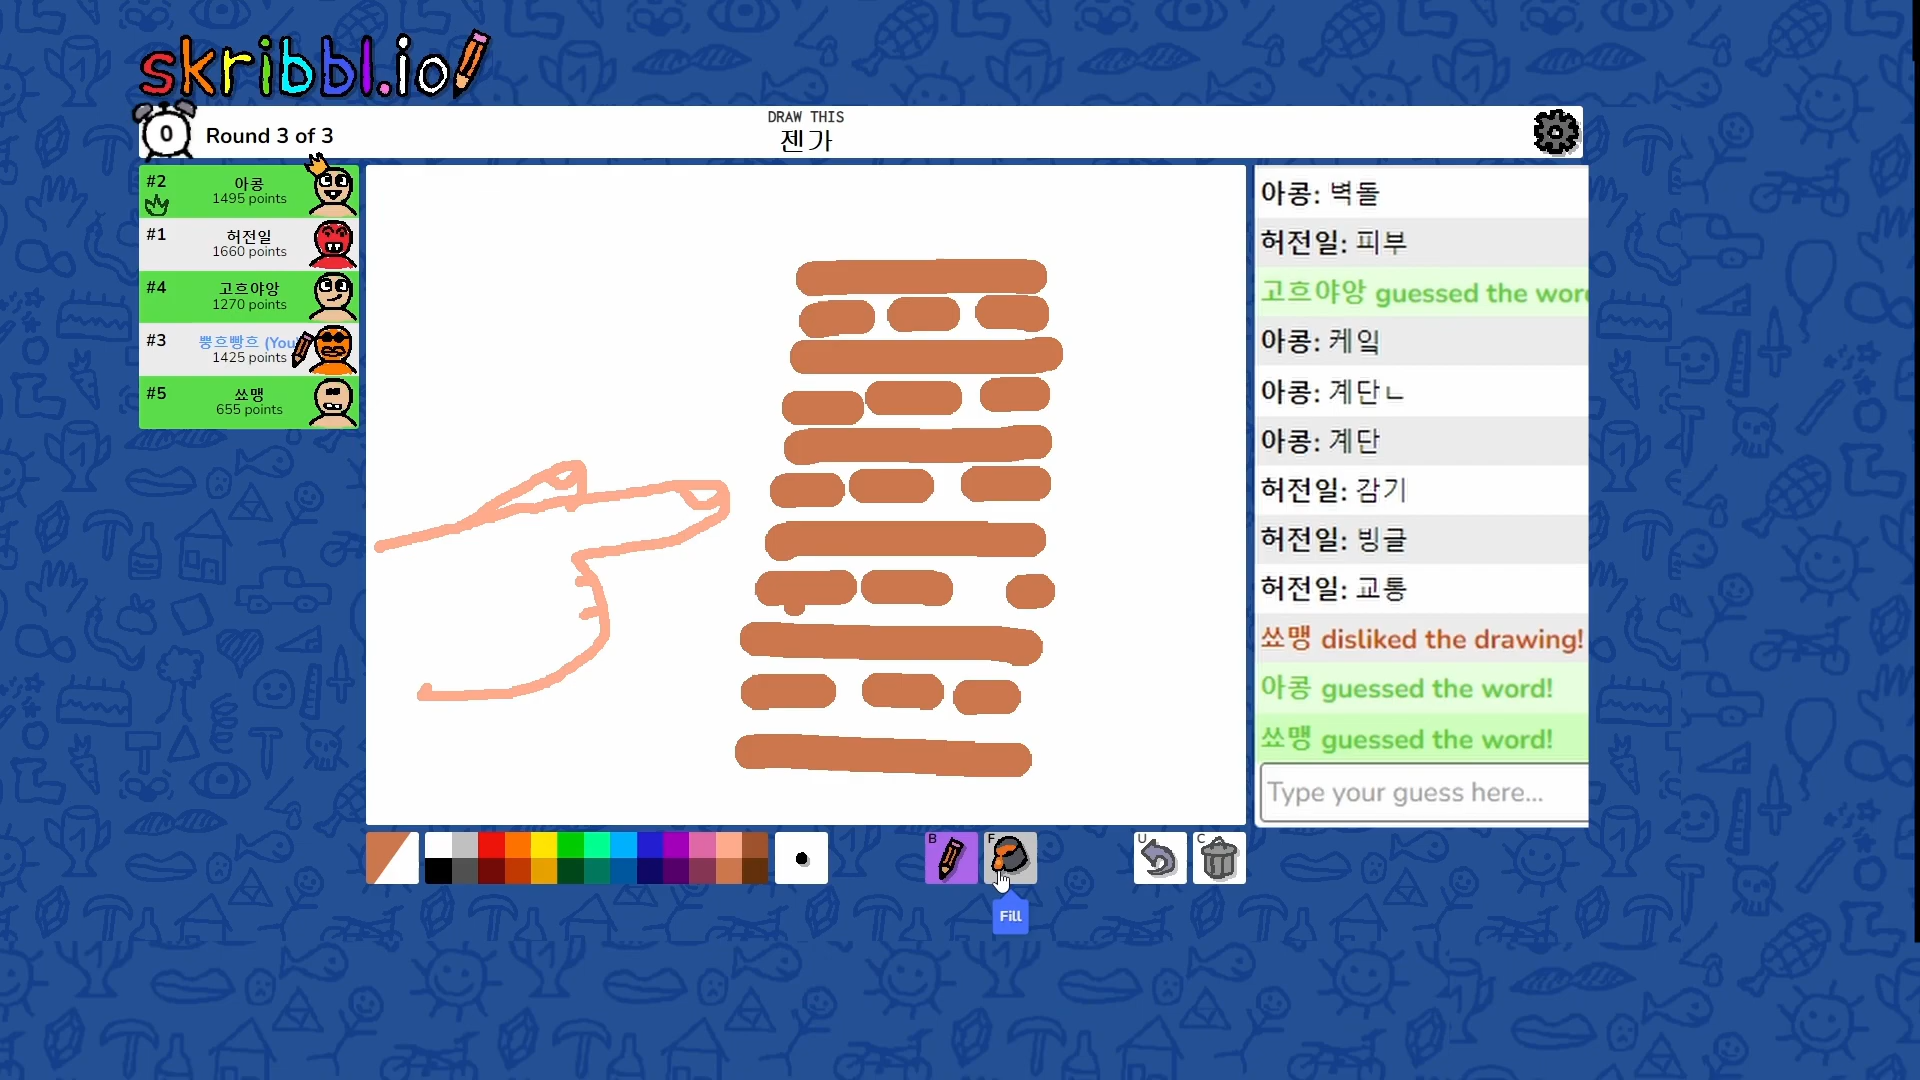 skribbl.io
0
Round 3 of 3
DRAW THIS
젠가
#2
아콩
1495 points
#1
허전일
1660 points
#4
고흐야앙
1270 points
#3
뿡흐빵흐 (You
1425 points
#5
쑈맹
655 points
아콩: 벽돌
허전일: 피부
고흐야앙 guessed the word
아콩: 케잌
아콩: 계단ㄴ
아콩: 계단
허전일: 감기
허전일: 빙글
허전일: 교통
쑈맹 disliked the drawing!
아콩 guessed the word!
쑈맹 guessed the word!
Type your guess here...
B
F
U
C
Fill